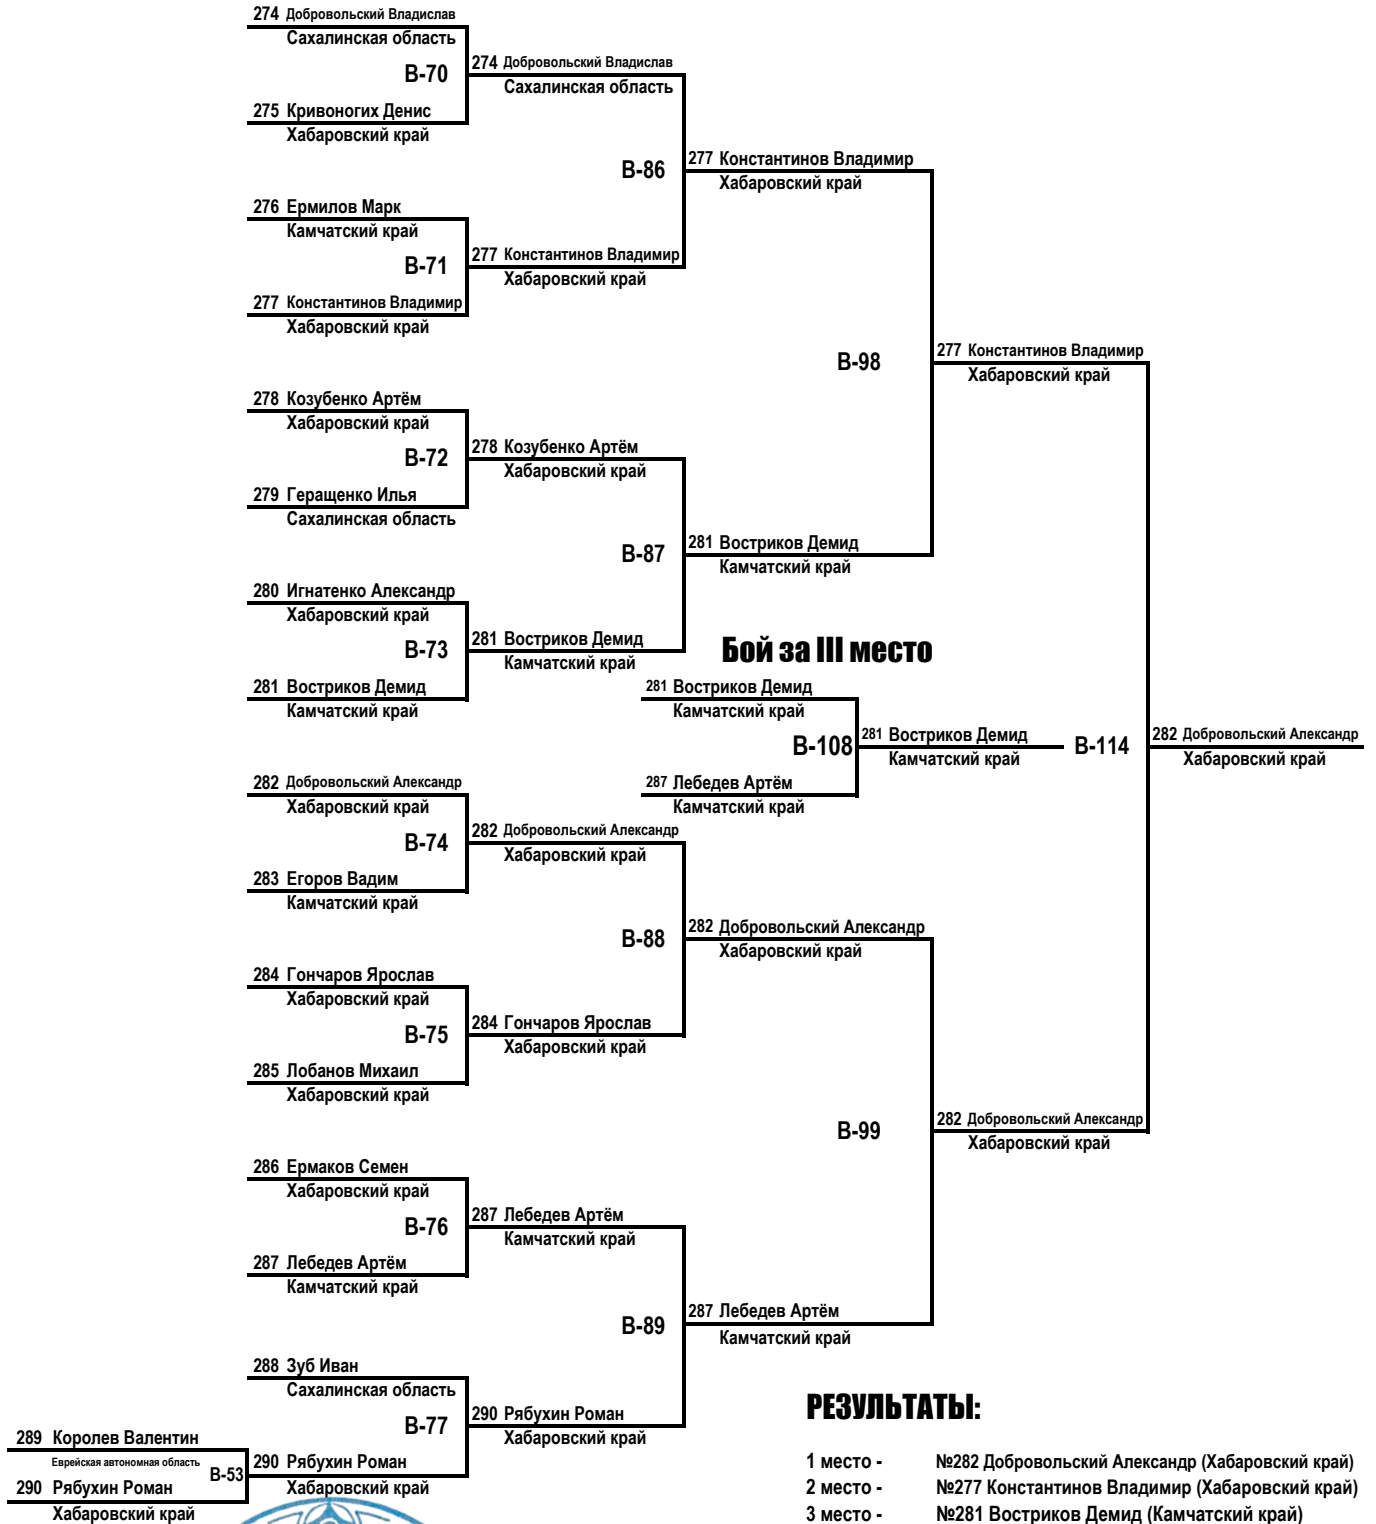 274 Добровольский Владислав
Сахалинская область
В-70
274 Добровольский Владислав
Сахалинская область
275 Кривоногих Денис
Хабаровский край
В-86
277 Константинов Владимир
Хабаровский край
276 Ермилов Марк
Камчатский край
В-71
277 Константинов Владимир
Хабаровский край
277 Константинов Владимир
Хабаровский край
В-98
277 Константинов Владимир
Хабаровский край
278 Козубенко Артём
Хабаровский край
В-72
278 Козубенко Артём
Хабаровский край
279 Геращенко Илья
Сахалинская область
В-87
281 Востриков Демид
Камчатский край
280 Игнатенко Александр
Хабаровский край
В-73
281 Востриков Демид
Камчатский край
281 Востриков Демид
Камчатский край
Бой за III место
281 Востриков Демид
Камчатский край
В-108
281 Востриков Демид
Камчатский край
287 Лебедев Артём
Камчатский край
В-114
282 Добровольский Александр
Хабаровский край
282 Добровольский Александр
Хабаровский край
В-74
282 Добровольский Александр
Хабаровский край
283 Егоров Вадим
Камчатский край
В-88
282 Добровольский Александр
Хабаровский край
284 Гончаров Ярослав
Хабаровский край
В-75
284 Гончаров Ярослав
Хабаровский край
285 Лобанов Михаил
Хабаровский край
В-99
282 Добровольский Александр
Хабаровский край
286 Ермаков Семен
Хабаровский край
В-76
287 Лебедев Артём
Камчатский край
287 Лебедев Артём
Камчатский край
В-89
287 Лебедев Артём
Камчатский край
288 Зуб Иван
Сахалинская область
В-77
290 Рябухин Роман
Хабаровский край
289 Королев Валентин
Еврейская автономная область
В-53
290 Рябухин Роман
Хабаровский край
290 Рябухин Роман
Хабаровский край
РЕЗУЛЬТАТЫ:
1 место - №282 Добровольский Александр (Хабаровский край)
2 место - №277 Константинов Владимир (Хабаровский край)
3 место - №281 Востриков Демид (Камчатский край)